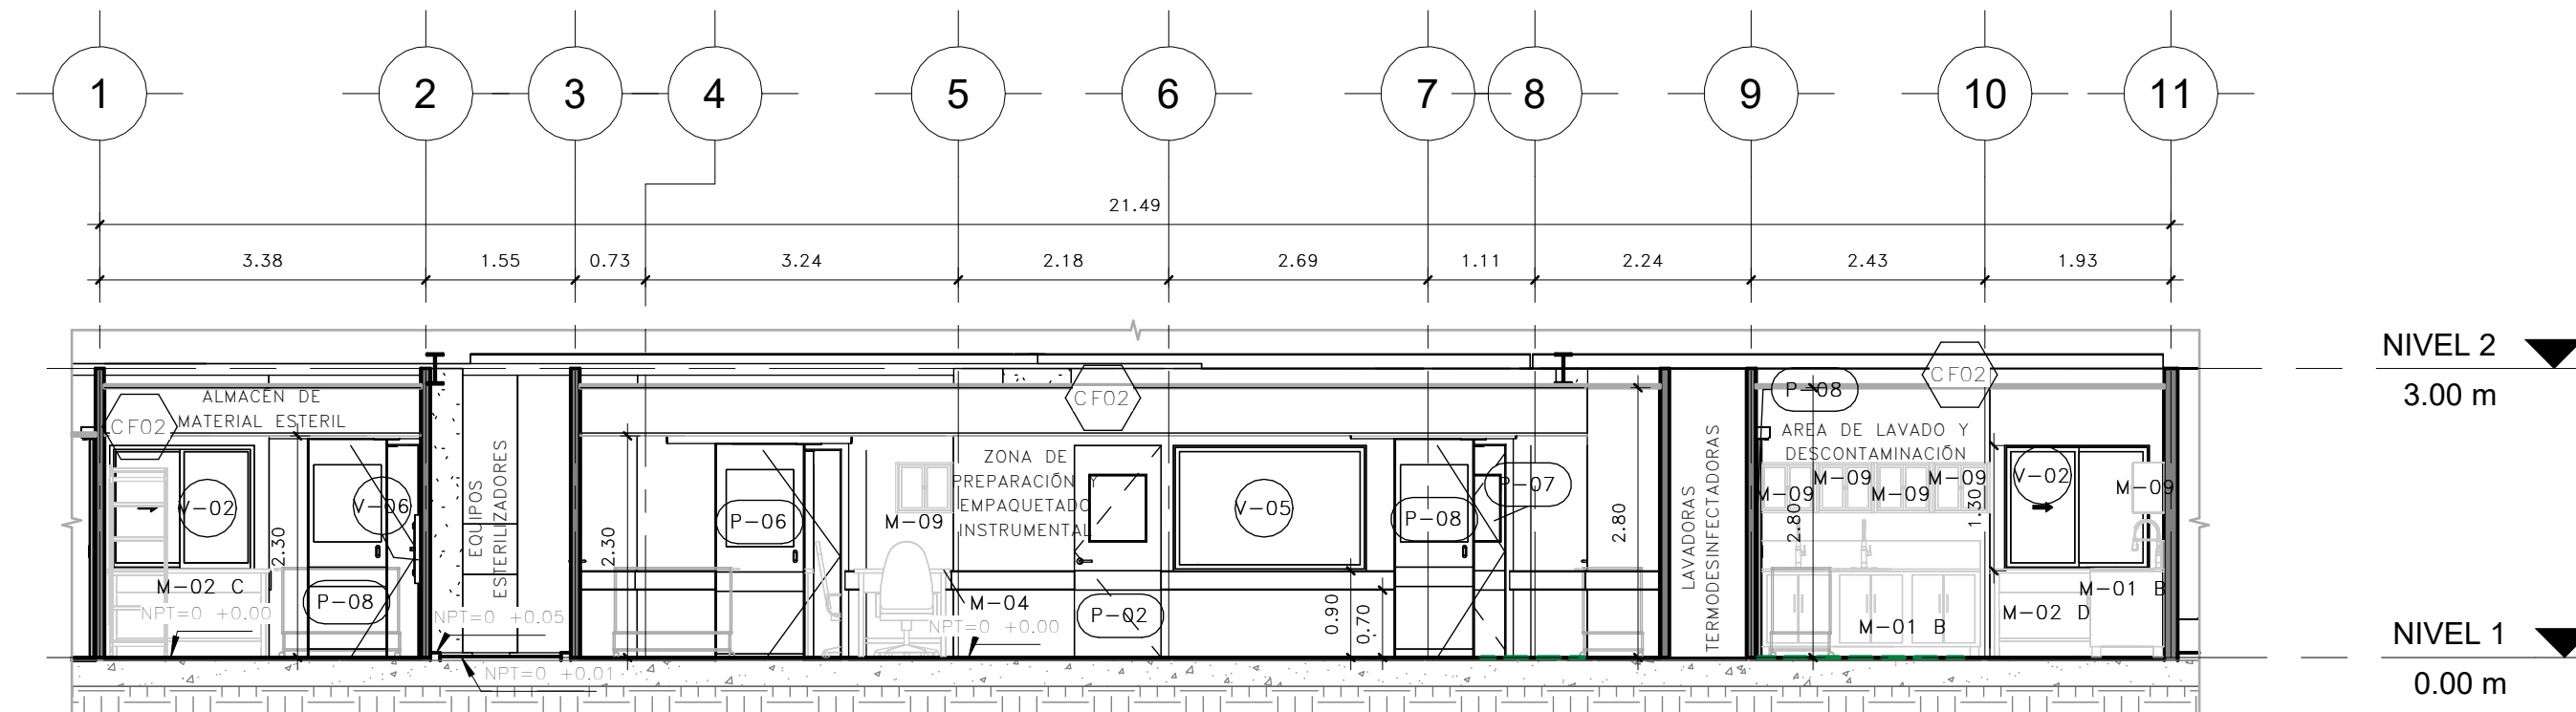 1 2 3 4 5 6 7 8 9 10 11
21.49
3.38 1.55 0.73 3.24 2.18 2.69 1.11 2.24 2.43 1.93
NIVEL 2
3.00 m
CF02
ALMACÉN DE
MATERIAL ESTERIL
V-02
V-06
2.30
M-02 C
P-08
NPT=0 +0.00
EQUIPOS
ESTERILIZADORES
NPT=0 +0.05
NPT=0 +0.01
2.30
P-06
M-09
CF02
ZONA DE
PREPARACIÓN Y
EMPAQUETADO
INSTRUMENTAL
M-04
NPT=0 +0.00
P-02
V-05
0.90
0.70
P-08
P-07
2.80
LAVADORAS
TERMODESINFECTADORAS
P-08
CF02
AREA DE LAVADO Y
DESCONTAMINACIÓN
M-09 M-09 M-09 M-09
2.80
1.30
V-02
M-09
M-01 B
M-02 D
M-01 B
NIVEL 1
0.00 m